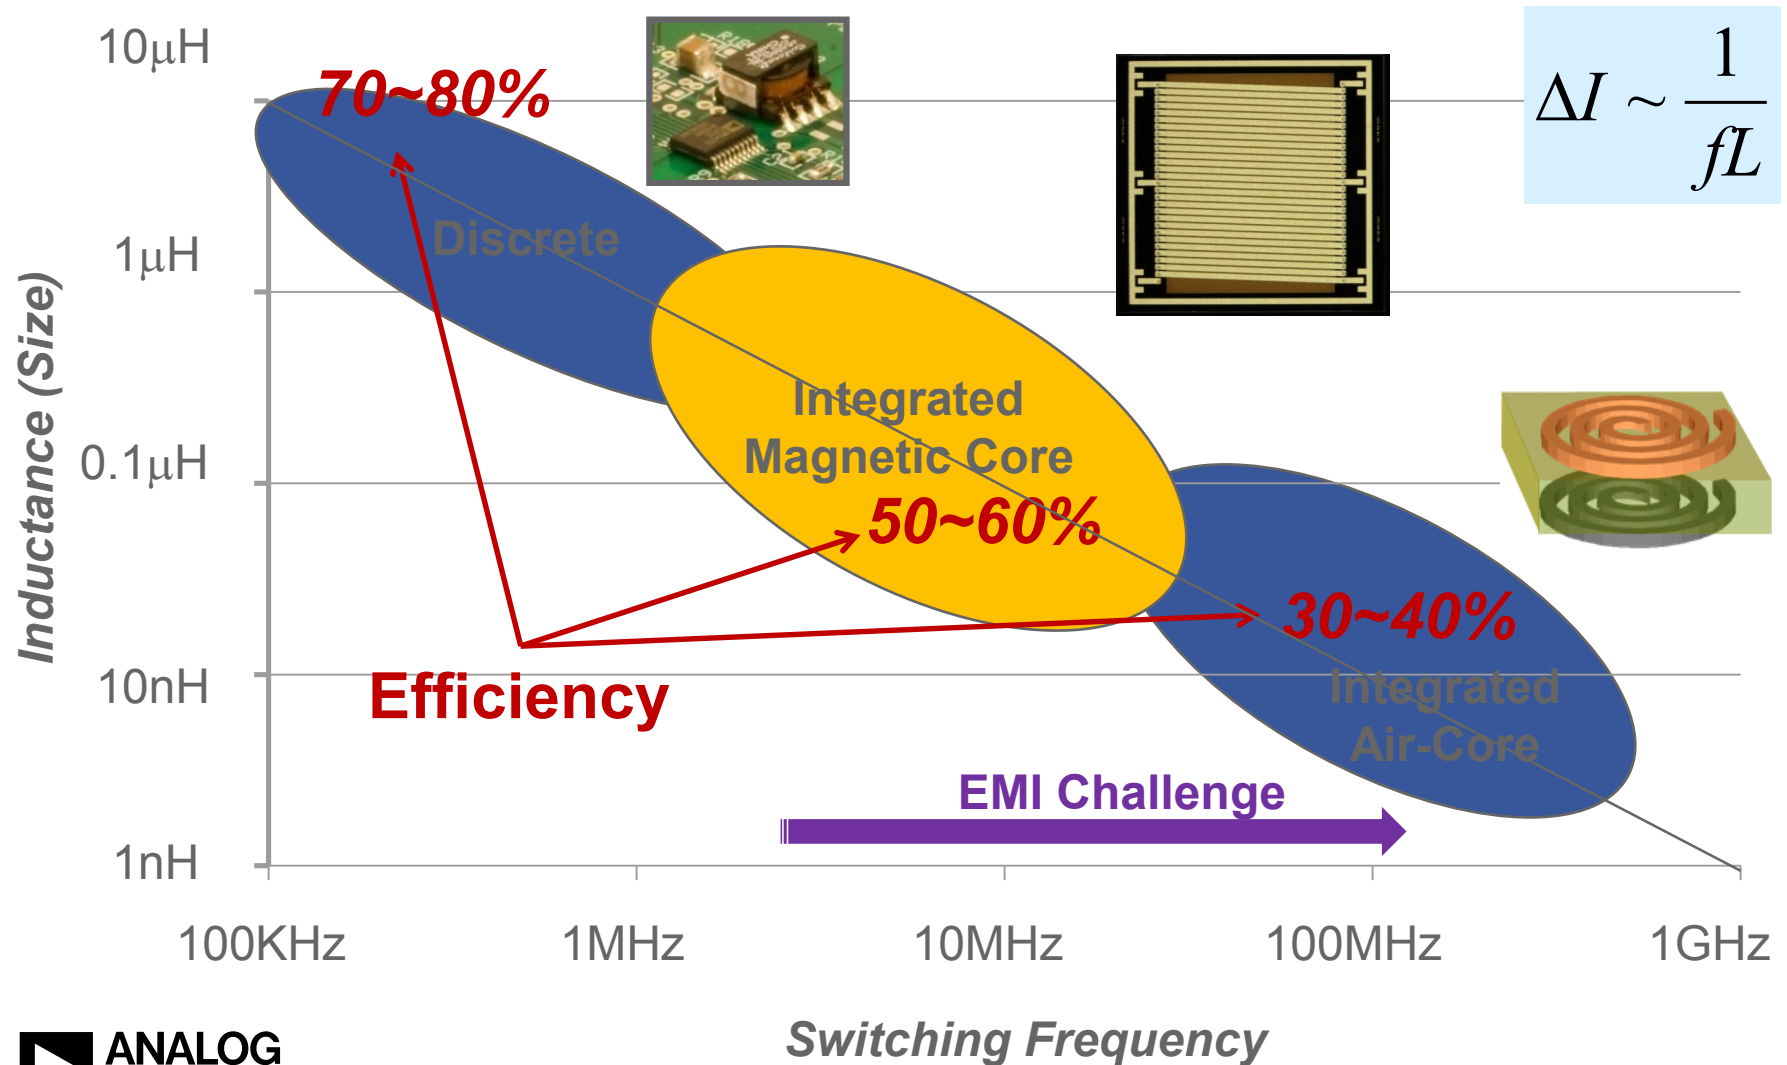 10μH
70~80%
ΔI ~ 1/fL
Discrete
1μH
Inductance (Size)
Integrated
Magnetic Core
0.1μH
50~60%
30~40%
Integrated
Air-Core
10nH
Efficiency
EMI Challenge
1nH
100KHz 1MHz 10MHz 100MHz 1GHz
Switching Frequency
ANALOG